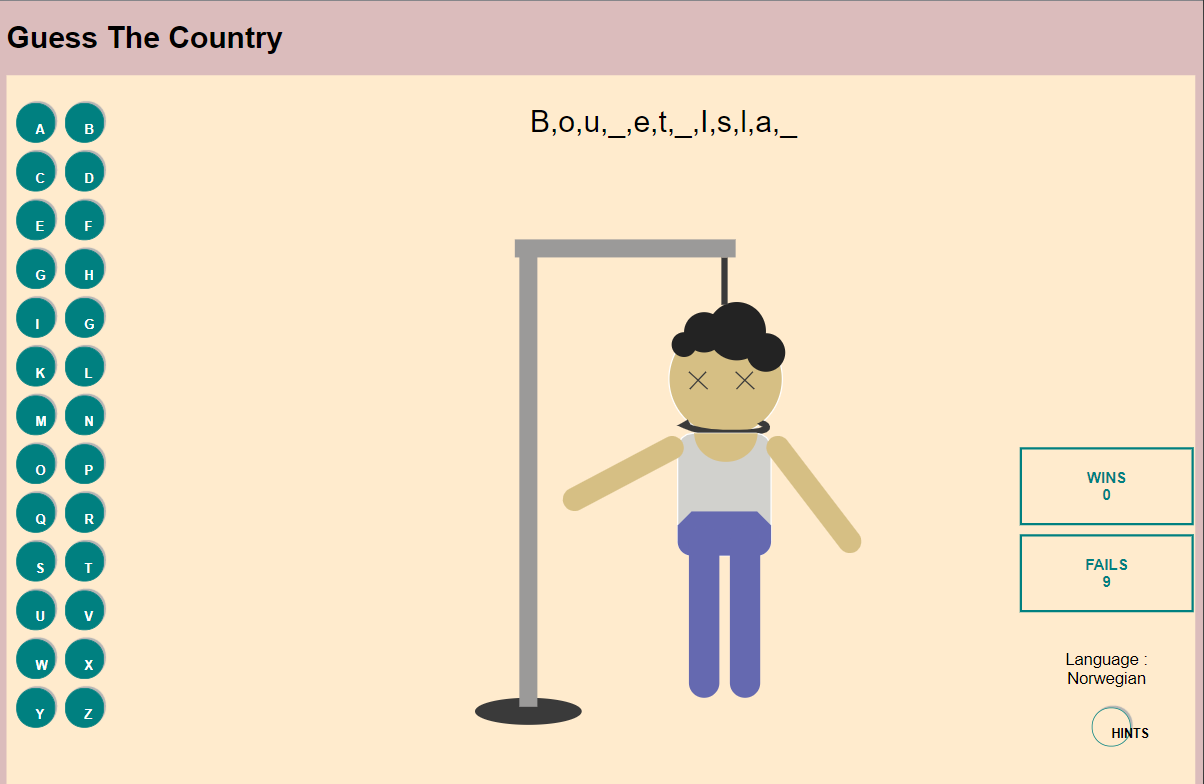 Guess The Country
B,o,u,_,e,t,_,I,s,l,a,_
A B
C D
E F
G H
I G
K L
M N
O P
Q R
S T
U V
W X
Y Z
WINS
0
FAILS
9
Language :
Norwegian
HINTS